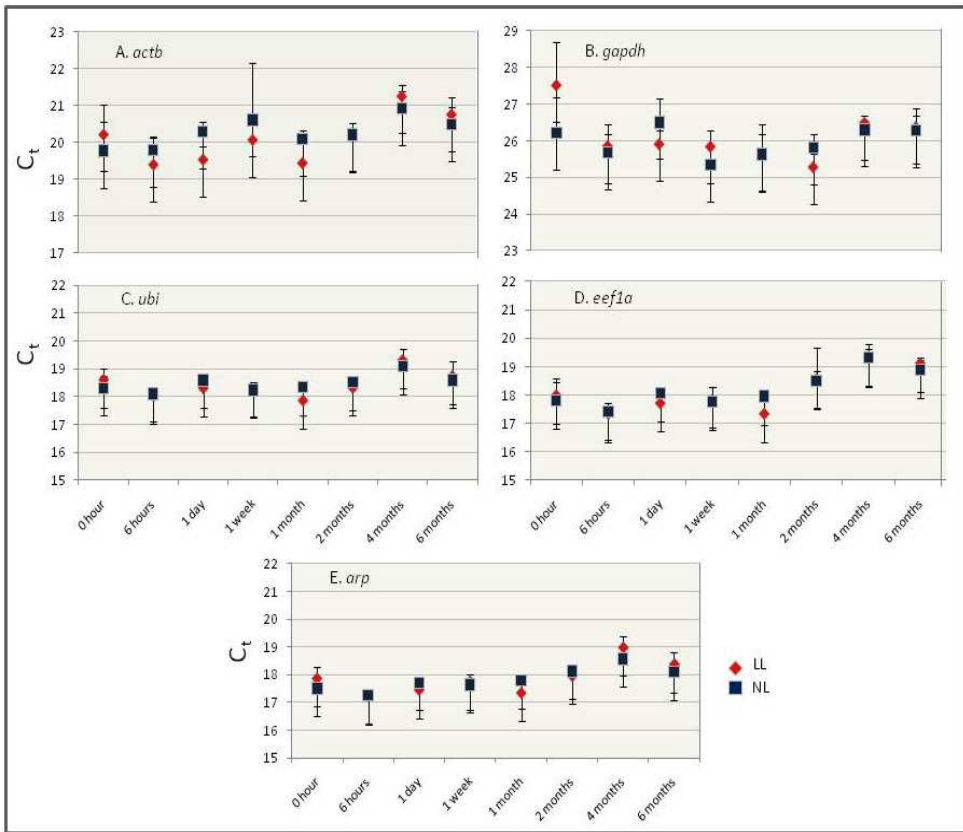 A. actb
23
22
21
20
19
18
17
C_t
B. gapdh
29
28
27
26
25
24
23
C. ubi
22
21
20
19
18
17
16
15
C_t
0 hour
6 hours
1 day
1 week
1 month
2 months
4 months
6 months
D. eef1a
22
21
20
19
18
17
16
15
0 hour
6 hours
1 day
1 week
1 month
2 months
4 months
6 months
E. arp
22
21
20
19
18
17
16
15
C_t
0 hour
6 hours
1 day
1 week
1 month
2 months
4 months
6 months
LL
NL